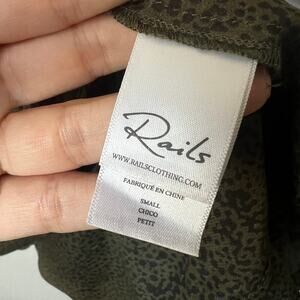 Rails
WWW.RAILSCLOTHING.COM
FABRIQUÉ EN CHINE
SMALL
CHICO
PETIT